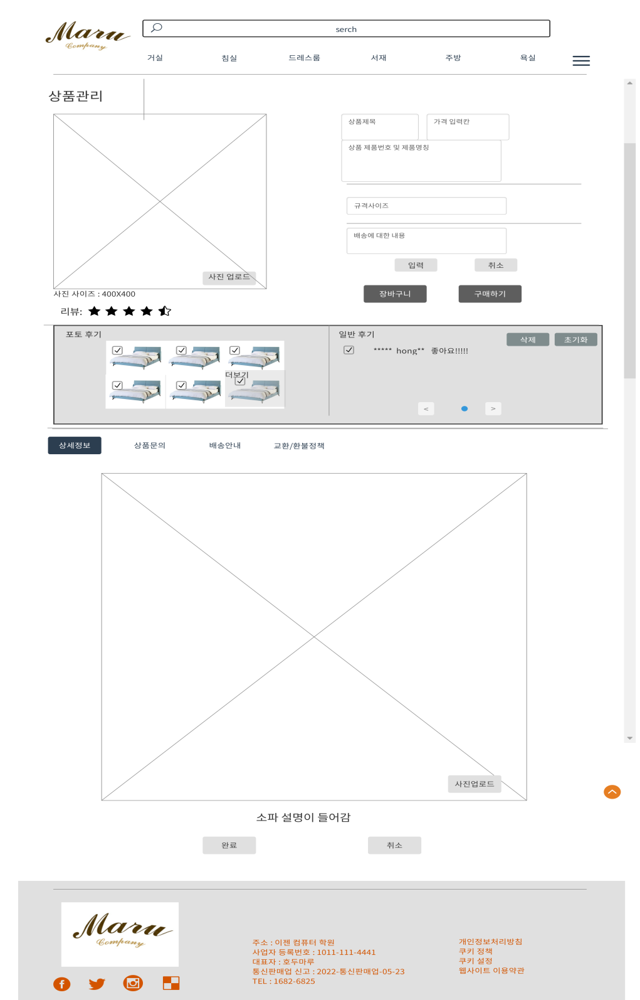 Maru
Company
serch
거실
침실
드레스룸
서재
주방
욕실
상품관리
상품제목
가격 입력칸
상품 제품번호 및 제품명칭
규격사이즈
배송에 대한 내용
사진 업로드
입력
취소
사진 사이즈 : 400X400
장바구니
구매하기
리뷰:
포토 후기
더보기
일반 후기
삭제
초기화
***** hong** 좋아요!!!!!
<
>
상세정보
상품문의
배송안내
교환/환불정책
사진업로드
소파 설명이 들어감
완료
취소
Maru
Company
주소 : 이젠 컴퓨터 학원
사업자 등록번호 : 1011-111-4441
대표자 : 호두마루
통신판매업 신고 : 2022-통신판매업-05-23
TEL : 1682-6825
개인정보처리방침
쿠키 정책
쿠키 설정
웹사이트 이용약관